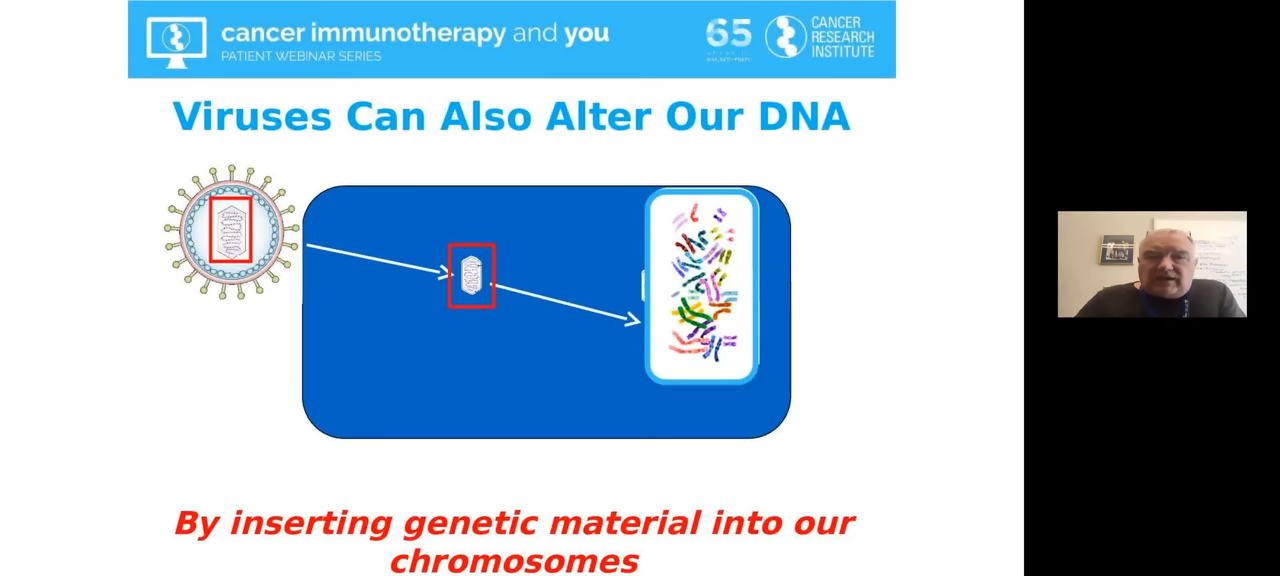 cancer immunotherapy and you
PATIENT WEBINAR SERIES
65
CANCER
RESEARCH
INSTITUTE
Viruses Can Also Alter Our DNA
By inserting genetic material into our
chromosomes